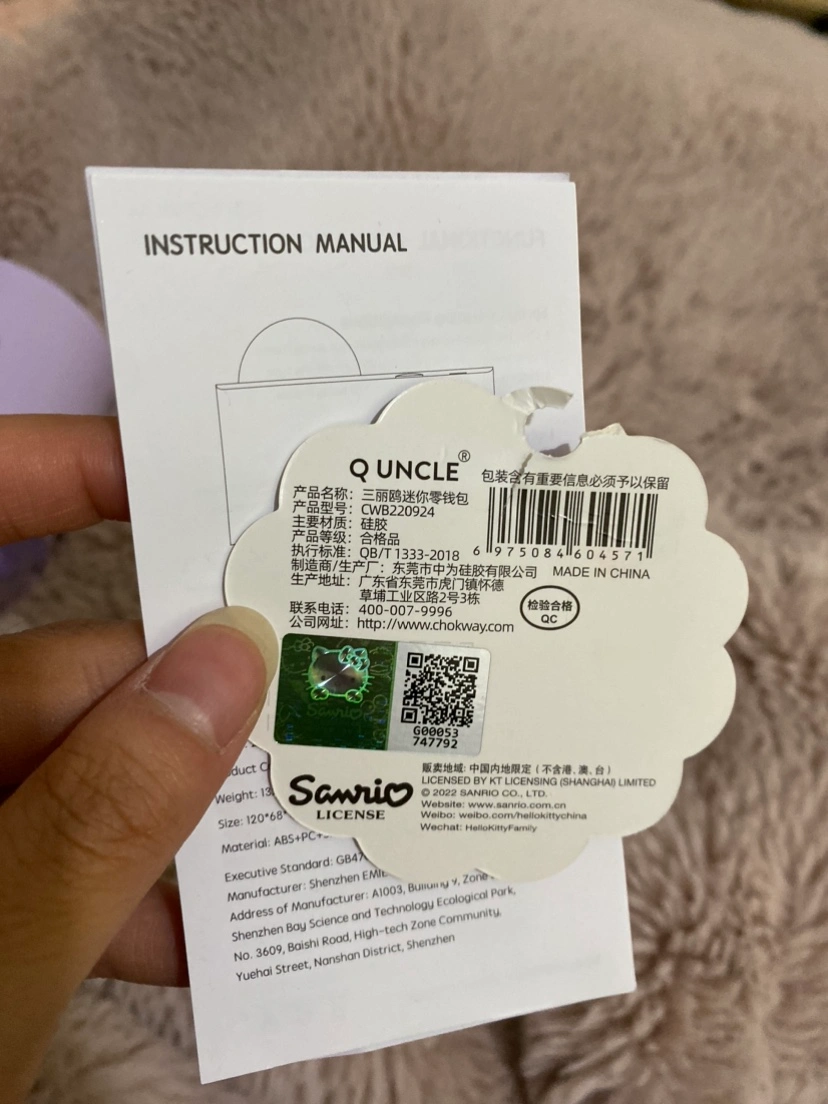 INSTRUCTION MANUAL
Q UNCLE®
包装含有重要信息必须予以保留
产品名称：三丽鸥迷你零钱包
产品型号：CWB220924
主要材质：硅胶
产品等级：合格品
执行标准：QB/T 1333-2018
6 975084 604571
制造商/生产厂：东莞市中为硅胶有限公司
MADE IN CHINA
生产地址：广东省东莞市虎门镇怀德
草埔工业区路2号3栋
联系电话：400-007-9996
公司网址：http://www.chokway.com
检验合格
QC
Sanrio
G00053
747792
Sanrio
LICENSE
販卖地域: 中国内地限定（不含港、澳、台）
LICENSED BY KT LICENSING (SHANGHAI) LIMITED
© 2022 SANRIO CO., LTD.
Website: www.sanrio.com.cn
Weibo: weibo.com/hellokittychina
Wechat: HelloKittyFamily
Weight: 13
Size: 120*68*
Material: ABS+PC+
Executive Standard: GB47
Manufacturer: Shenzhen EMIE
Address of Manufacturer: A1003, Building 9, Zone
Shenzhen Bay Science and Technology Ecological Park,
No. 3609, Baishi Road, High-tech Zone Community,
Yuehai Street, Nanshan District, Shenzhen